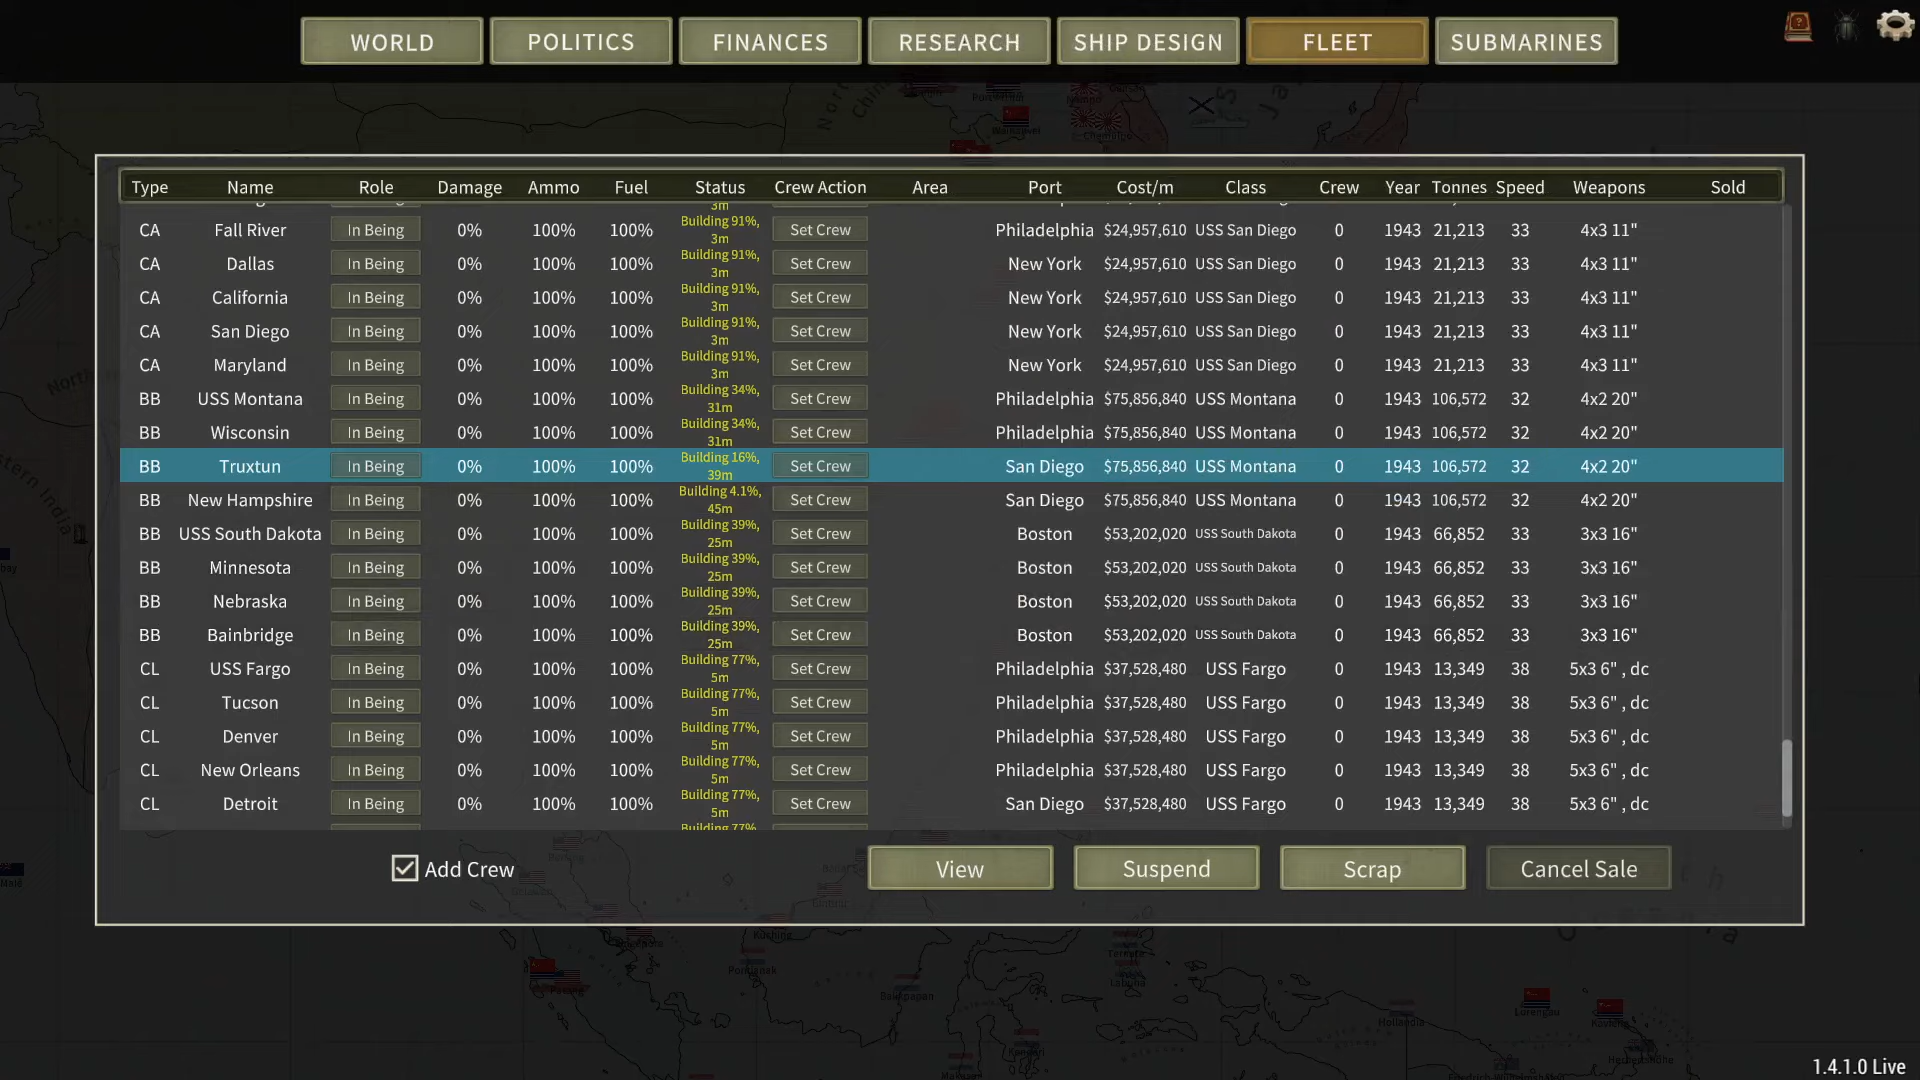 WORLD POLITICS FINANCES RESEARCH SHIP DESIGN FLEET SUBMARINES
Type Name Role Damage Ammo Fuel Status Crew Action Area Port Cost/m Class Crew Year Tonnes Speed Weapons Sold
3m
CA Fall River In Being 0% 100% 100% Building 91%, 3m Set Crew Philadelphia $24,957,610 USS San Diego 0 1943 21,213 33 4x3 11"
CA Dallas In Being 0% 100% 100% Building 91%, 3m Set Crew New York $24,957,610 USS San Diego 0 1943 21,213 33 4x3 11"
CA California In Being 0% 100% 100% Building 91%, 3m Set Crew New York $24,957,610 USS San Diego 0 1943 21,213 33 4x3 11"
CA San Diego In Being 0% 100% 100% Building 91%, 3m Set Crew New York $24,957,610 USS San Diego 0 1943 21,213 33 4x3 11"
CA Maryland In Being 0% 100% 100% Building 91%, 3m Set Crew New York $24,957,610 USS San Diego 0 1943 21,213 33 4x3 11"
BB USS Montana In Being 0% 100% 100% Building 34%, 31m Set Crew Philadelphia $75,856,840 USS Montana 0 1943 106,572 32 4x2 20"
BB Wisconsin In Being 0% 100% 100% Building 34%, 31m Set Crew Philadelphia $75,856,840 USS Montana 0 1943 106,572 32 4x2 20"
BB Truxtun In Being 0% 100% 100% Building 16%, 39m Set Crew San Diego $75,856,840 USS Montana 0 1943 106,572 32 4x2 20"
BB New Hampshire In Being 0% 100% 100% Building 4.1%, 45m Set Crew San Diego $75,856,840 USS Montana 0 1943 106,572 32 4x2 20"
BB USS South Dakota In Being 0% 100% 100% Building 39%, 25m Set Crew Boston $53,202,020 USS South Dakota 0 1943 66,852 33 3x3 16"
BB Minnesota In Being 0% 100% 100% Building 39%, 25m Set Crew Boston $53,202,020 USS South Dakota 0 1943 66,852 33 3x3 16"
BB Nebraska In Being 0% 100% 100% Building 39%, 25m Set Crew Boston $53,202,020 USS South Dakota 0 1943 66,852 33 3x3 16"
BB Bainbridge In Being 0% 100% 100% Building 39%, 25m Set Crew Boston $53,202,020 USS South Dakota 0 1943 66,852 33 3x3 16"
CL USS Fargo In Being 0% 100% 100% Building 77%, 5m Set Crew Philadelphia $37,528,480 USS Fargo 0 1943 13,349 38 5x3 6" , dc
CL Tucson In Being 0% 100% 100% Building 77%, 5m Set Crew Philadelphia $37,528,480 USS Fargo 0 1943 13,349 38 5x3 6" , dc
CL Denver In Being 0% 100% 100% Building 77%, 5m Set Crew Philadelphia $37,528,480 USS Fargo 0 1943 13,349 38 5x3 6" , dc
CL New Orleans In Being 0% 100% 100% Building 77%, 5m Set Crew Philadelphia $37,528,480 USS Fargo 0 1943 13,349 38 5x3 6" , dc
CL Detroit In Being 0% 100% 100% Building 77%, 5m Set Crew San Diego $37,528,480 USS Fargo 0 1943 13,349 38 5x3 6" , dc
Building 77%,
Add Crew View Suspend Scrap Cancel Sale
Pontianak
Balikpapan
Hollandia
Lorengau
1.4.1.0 Live